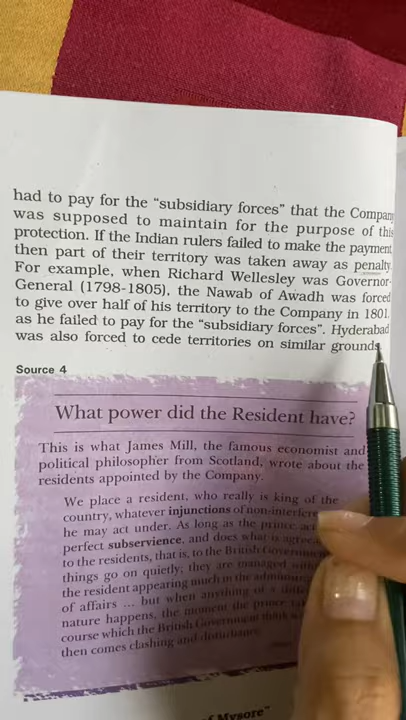 had to pay for the “subsidiary forces” that the Company
was supposed to maintain for the purpose of this
protection. If the Indian rulers failed to make the payment,
then part of their territory was taken away as penalty.
For example, when Richard Wellesley was Governor-
General (1798-1805), the Nawab of Awadh was forced
to give over half of his territory to the Company in 1801,
as he failed to pay for the “subsidiary forces”. Hyderabad
was also forced to cede territories on similar grounds
Source 4
What power did the Resident have?
This is what James Mill, the famous economist and
political philosopher from Scotland, wrote about the
residents appointed by the Company.
We place a resident, who really is king of the
country, whatever injunctions of
he may act under. As long as the prince
perfect subservience, and does what is
to the residents, that is, to the British
things go on quietly; they are managed
the resident appearing much in the
of affairs ... but when anything of a
nature happens, the moment the prince
course which the British Government
then comes clashing and disturbance.
of Mysore”